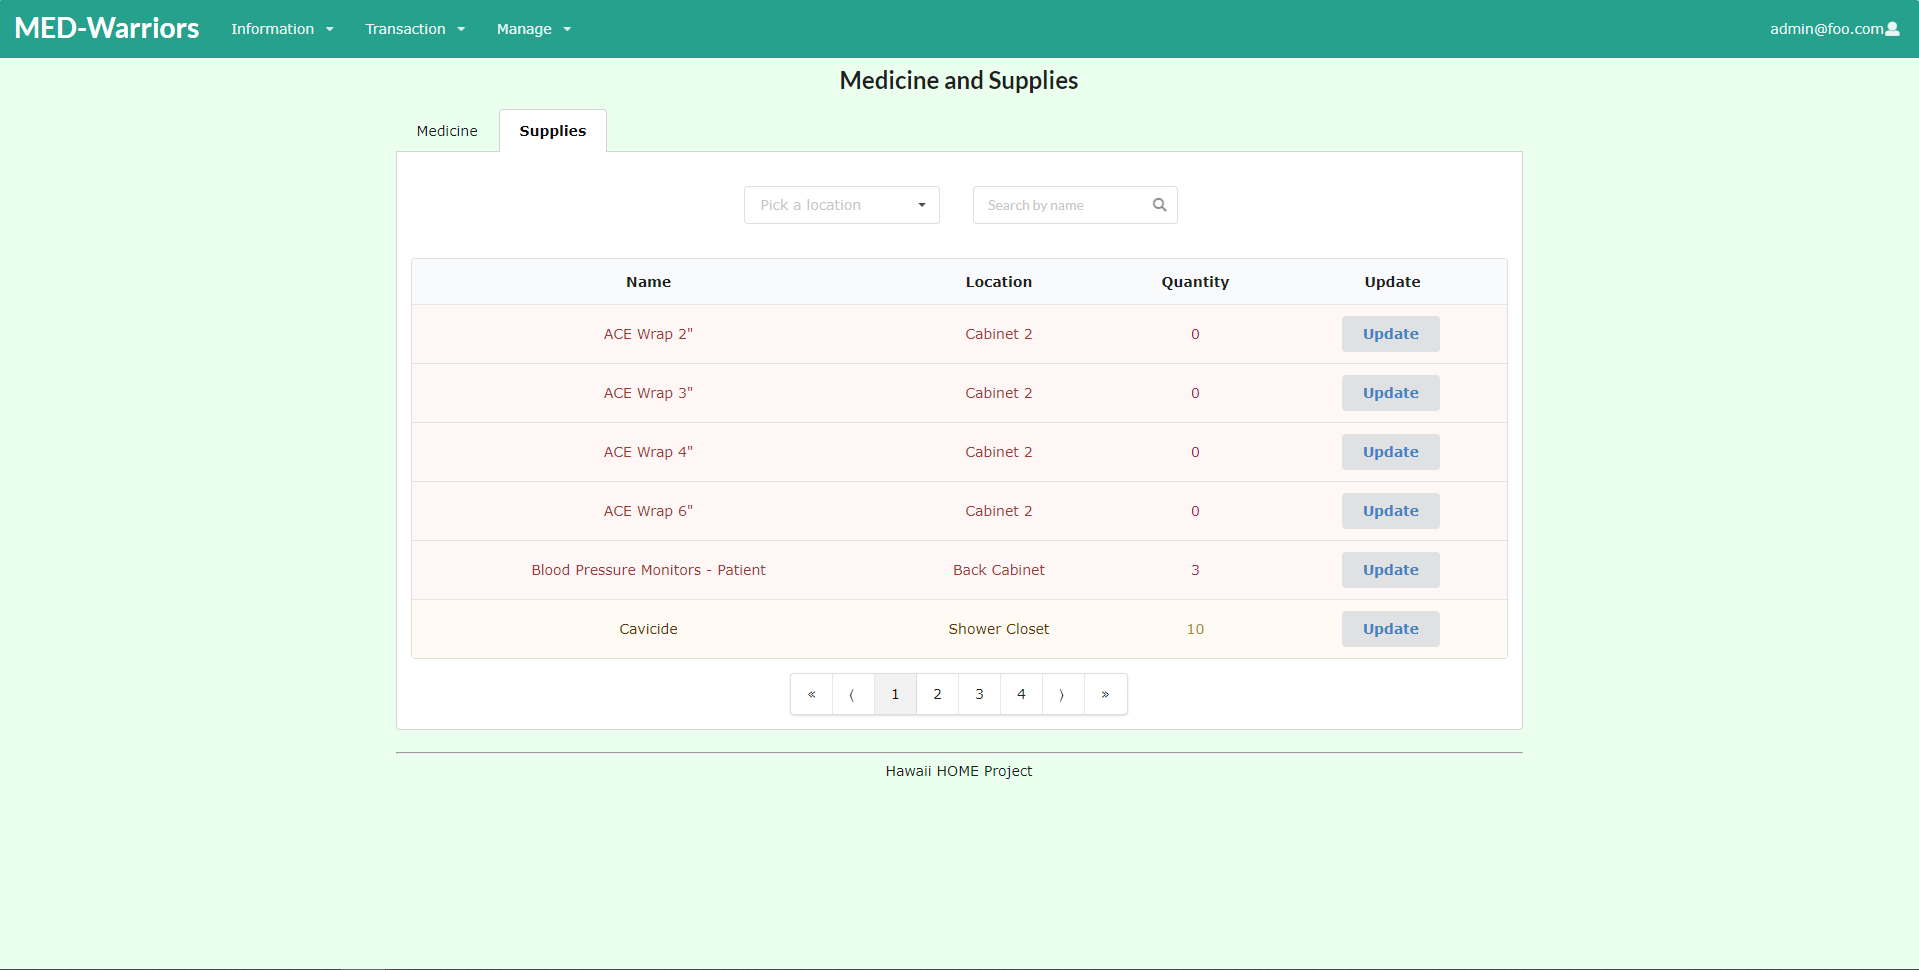 MED-Warriors Information Transaction Manage admin@foo.com
Medicine and Supplies
Medicine Supplies
Pick a location Search by name
Name Location Quantity Update
ACE Wrap 2" Cabinet 2 0 Update
ACE Wrap 3" Cabinet 2 0 Update
ACE Wrap 4" Cabinet 2 0 Update
ACE Wrap 6" Cabinet 2 0 Update
Blood Pressure Monitors - Patient Back Cabinet 3 Update
Cavicide Shower Closet 10 Update
« ⟨ 1 2 3 4 ⟩ »
Hawaii HOME Project